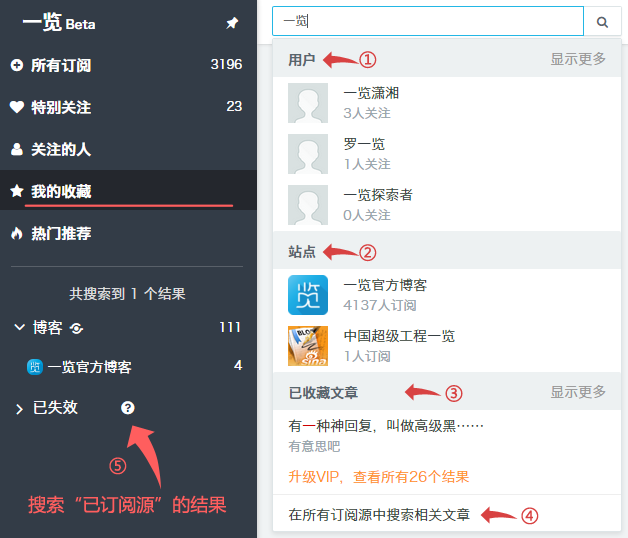 一览 Beta
所有订阅 3196
特别关注 23
关注的人
我的收藏
热门推荐
共搜索到 1 个结果
博客 111
览 一览官方博客 4
已失效 ?
⑤
搜索“已订阅源”的结果
一览
用户 ① 显示更多
一览潇湘
3人关注
罗一览
1人关注
一览探索者
0人关注
站点 ②
览 一览官方博客
4137人订阅
BLOG
sina
中国超级工程一览
1人订阅
已收藏文章 ③ 显示更多
有一种神回复，叫做高级黑……
有意思吧
升级VIP，查看所有26个结果
在所有订阅源中搜索相关文章 ④